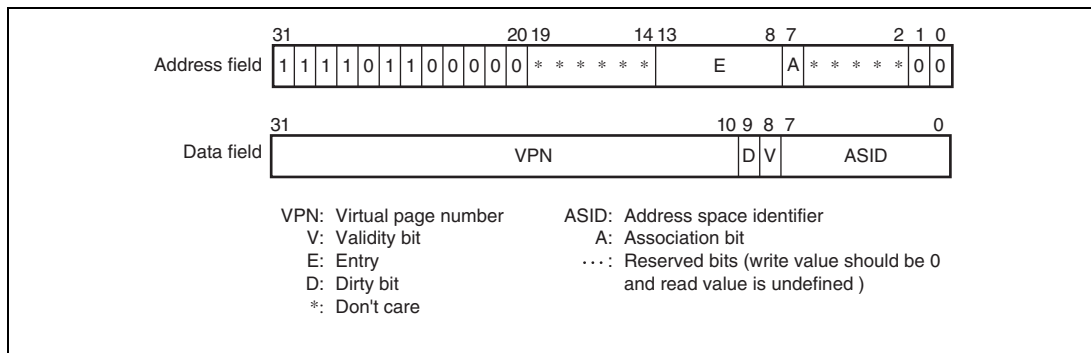 31 20 19 14 13 8 7 2 1 0
Address field 1 1 1 1 0 1 1 0 0 0 0 0 * * * * * * E A * * * * * 0 0
31 10 9 8 7 0
Data field VPN D V ASID
VPN: Virtual page number ASID: Address space identifier
V: Validity bit A: Association bit
E: Entry ···: Reserved bits (write value should be 0
D: Dirty bit and read value is undefined )
*: Don't care